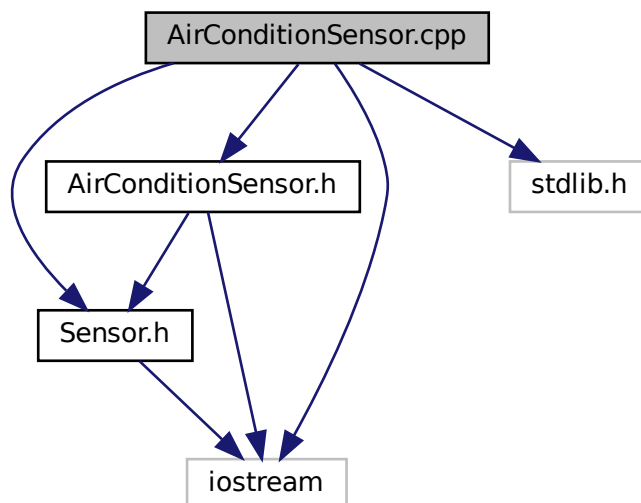 AirConditionSensor.cpp
AirConditionSensor.h
stdlib.h
Sensor.h
iostream